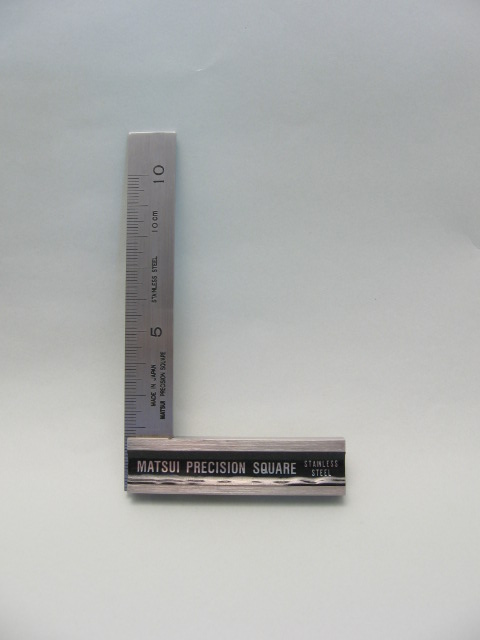 10
10cm
STAINLESS STEEL
5
MADE IN JAPAN
MATSUI PRECISION SQUARE
MATSUI PRECISION SQUARE
STAINLESS
STEEL